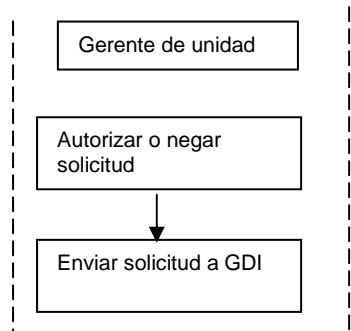 Gerente de unidad
Autorizar o negar
solicitud
Enviar solicitud a GDI